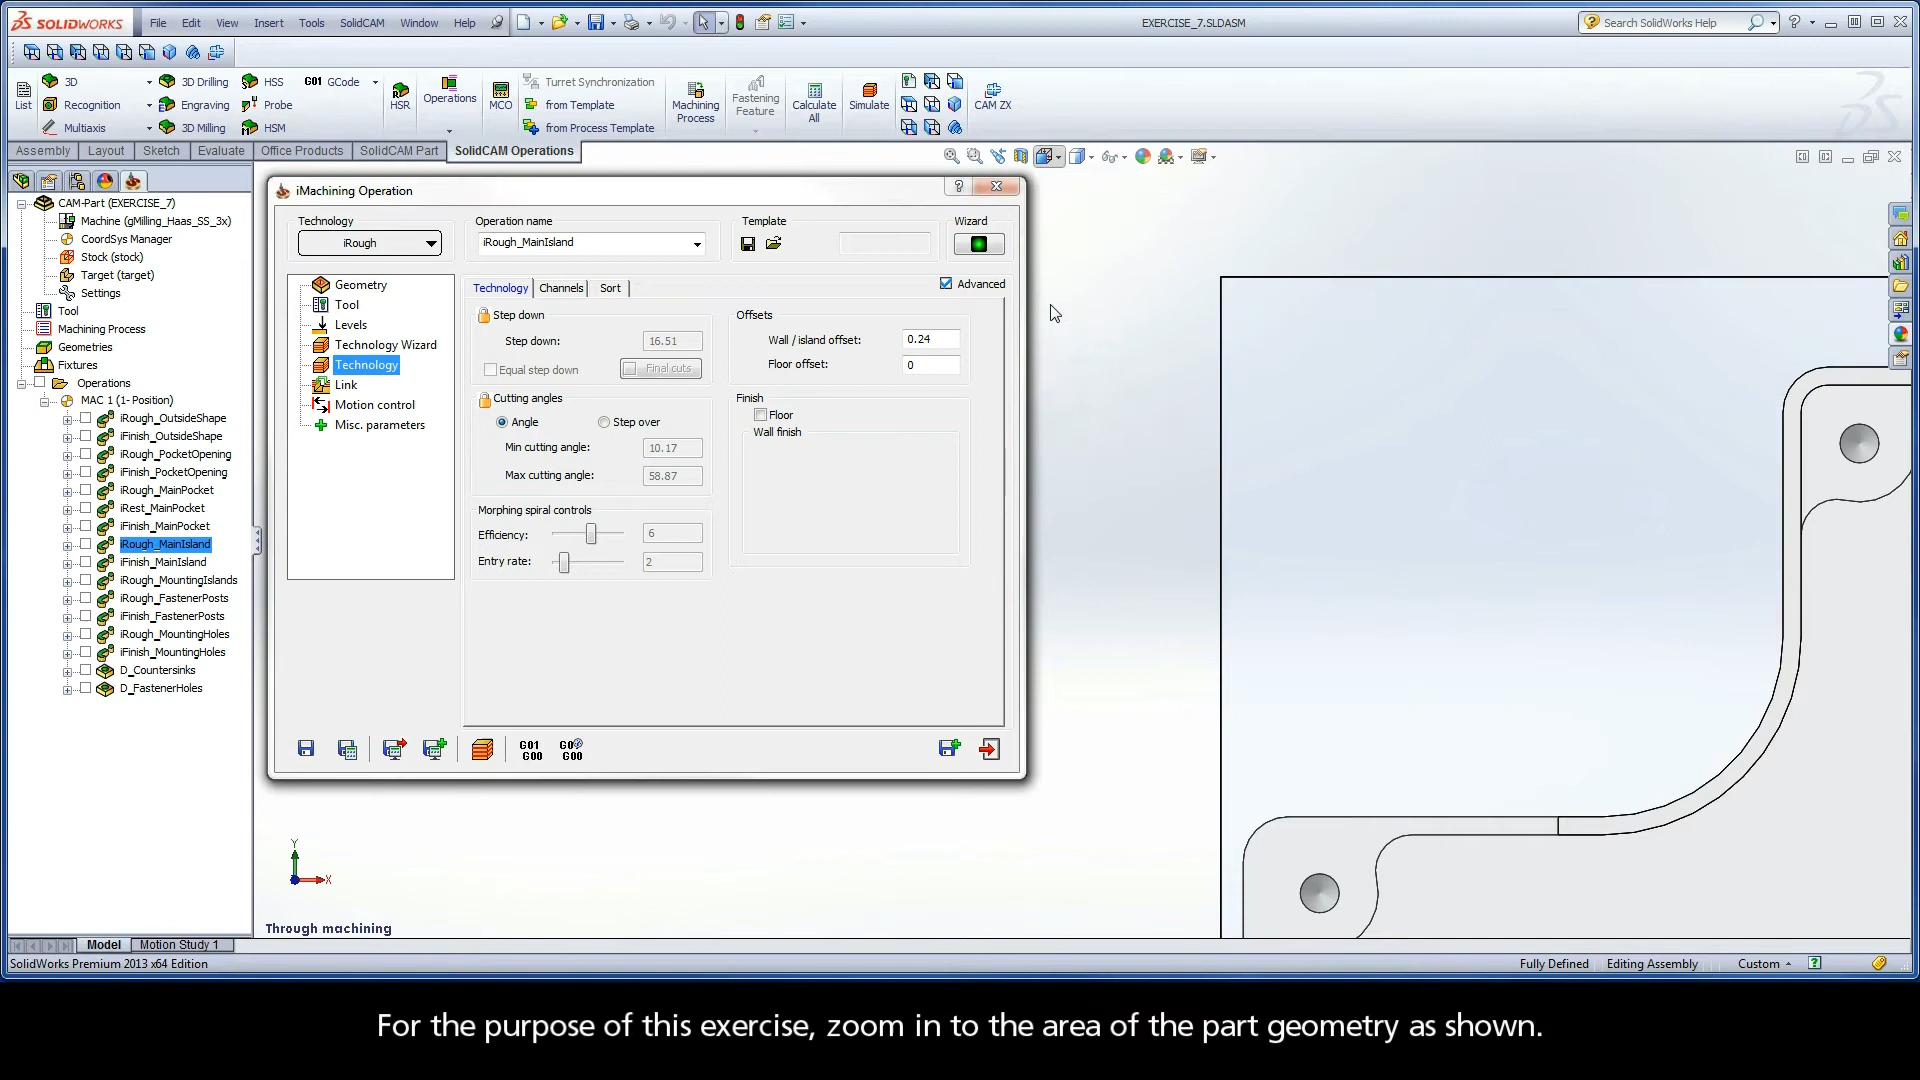 SOLIDWORKS File Edit View Insert Tools SolidCAM Window Help EXERCISE_7.SLDASM Search SolidWorks Help
3D 3D Drilling HSS G01 GCode Turret Synchronization
List Recognition Engraving Probe HSR Operations MCO from Template Machining Process Fastening Feature Calculate All Simulate CAM ZX
Multiaxis 3D Milling HSM from Process Template
Assembly Layout Sketch Evaluate Office Products SolidCAM Part SolidCAM Operations
CAM-Part (EXERCISE_7)
Machine (gMilling_Haas_SS_3x)
CoordSys Manager
Stock (stock)
Target (target)
Settings
Tool
Machining Process
Geometries
Fixtures
Operations
MAC 1 (1- Position)
iRough_OutsideShape
iFinish_OutsideShape
iRough_PocketOpening
iFinish_PocketOpening
iRough_MainPocket
iRest_MainPocket
iFinish_MainPocket
iRough_MainIsland
iFinish_MainIsland
iRough_MountingIslands
iRough_FastenerPosts
iFinish_FastenerPosts
iRough_MountingHoles
iFinish_MountingHoles
D_Countersinks
D_FastenerHoles
iMachining Operation
Technology Operation name Template Wizard
iRough iRough_MainIsland
Geometry
Tool
Levels
Technology Wizard
Technology
Link
Motion control
Misc. parameters
Technology Channels Sort Advanced
Step down
Step down: 16.51
Equal step down Final cuts
Cutting angles
Angle Step over
Min cutting angle: 10.17
Max cutting angle: 58.87
Morphing spiral controls
Efficiency: 6
Entry rate: 2
Offsets
Wall / island offset: 0.24
Floor offset: 0
Finish
Floor
Wall finish
G01 G00
G00
Y
X
Through machining
Model Motion Study 1
SolidWorks Premium 2013 x64 Edition Fully Defined Editing Assembly Custom
For the purpose of this exercise, zoom in to the area of the part geometry as shown.